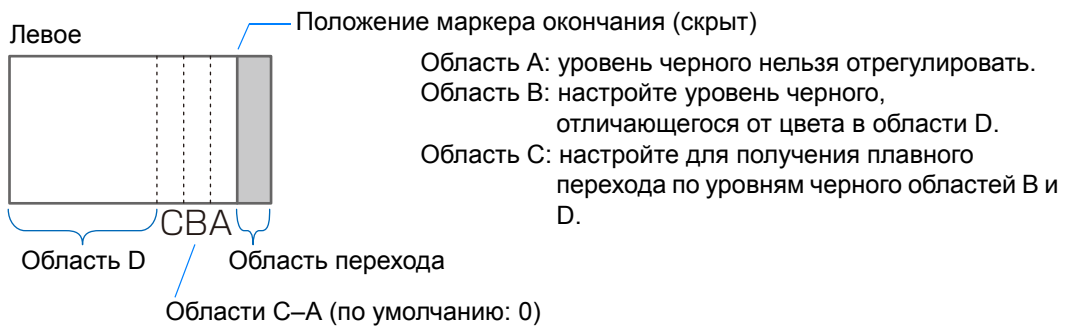 Положение маркера окончания (скрыт)
Левое
Область A: уровень черного нельзя отрегулировать.
Область B: настройте уровень черного,
отличающегося от цвета в области D.
Область C: настройте для получения плавного
перехода по уровням черного областей B и
D.
CBA
Область D
Область перехода
Области C–A (по умолчанию: 0)